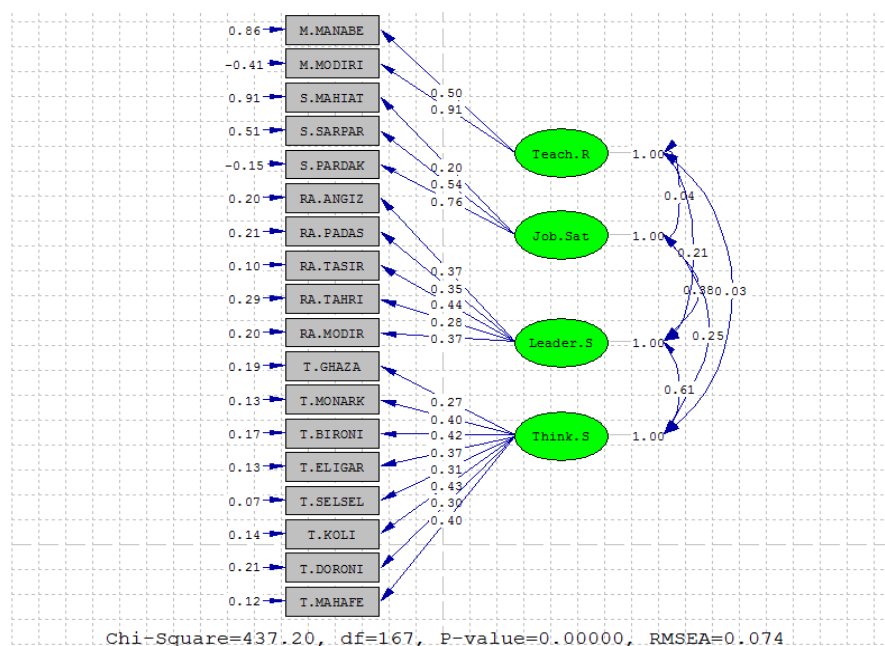 0.86 M.MANABE
-0.41 M.MODIRI
0.91 S.MAHIAT
0.51 S.SARPAR
-0.15 S.PARDAK
0.20 RA.ANGIZ
0.21 RA.PADAS
0.10 RA.TASIR
0.29 RA.TAHRI
0.20 RA.MODIR
0.19 T.GHAZA
0.13 T.MONARK
0.17 T.BIRONI
0.13 T.ELIGAR
0.07 T.SELSEL
0.14 T.KOLI
0.21 T.DORONI
0.12 T.MAHAFE
0.50
0.91
0.20
0.54
0.76
0.37
0.35
0.44
0.28
0.37
0.27
0.40
0.42
0.37
0.31
0.43
0.30
0.40
Teach.R 1.00
Job.Sat 1.00
Leader.S 1.00
Think.S 1.00
0.04
0.21
0.38 0.03
0.25
0.61
Chi-Square=437.20, df=167, P-value=0.00000, RMSEA=0.074